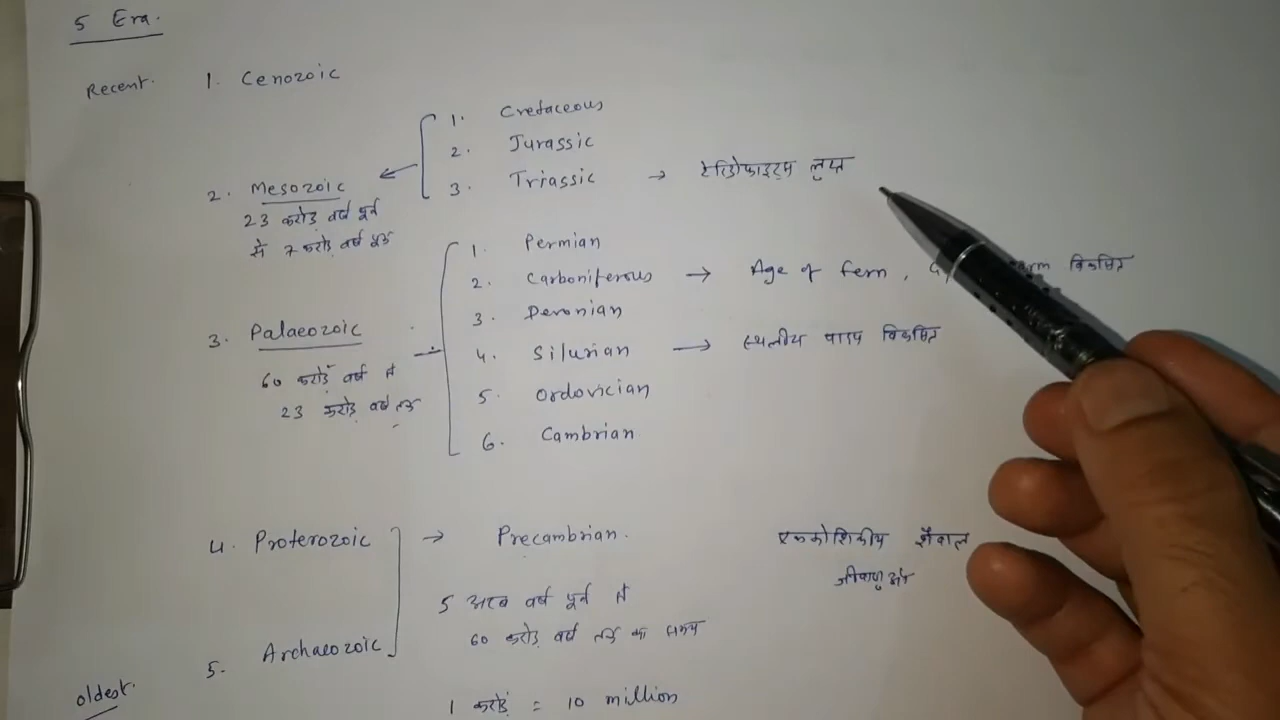 5 Era.
Recent. 1. Cenozoic
1. Cretaceous
2. Jurassic
3. Triassic → टेरिडोफाइट्स लुप्त
2. Mesozoic
23 करोड़ वर्ष पूर्व
से 7 करोड़ वर्ष पूर्व
1. Permian
2. Carboniferous → Age of fern, विकसित
3. Devonian
4. Silurian → स्थलीय पादप विकसित
5. Ordovician
6. Cambrian
3. Palaeozoic
60 करोड़ वर्ष से
23 करोड़ वर्ष तक
4. Proterozoic → Precambrian.
एककोशिकीय शैवाल
जीवाणु और
5 अरब वर्ष पूर्व से
60 करोड़ वर्ष तक का समय
5. Archaeozoic
oldest.
1 करोड़ = 10 million